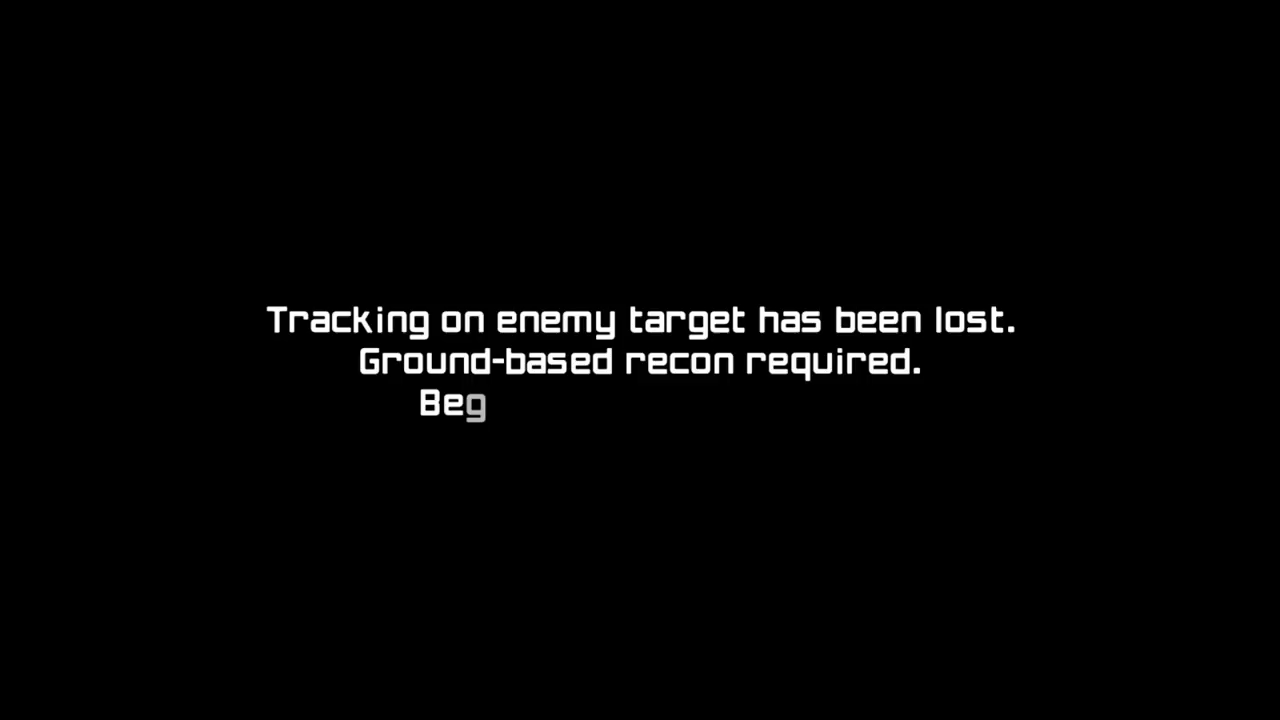 Tracking on enemy target has been lost.
Ground-based recon required.
Beg